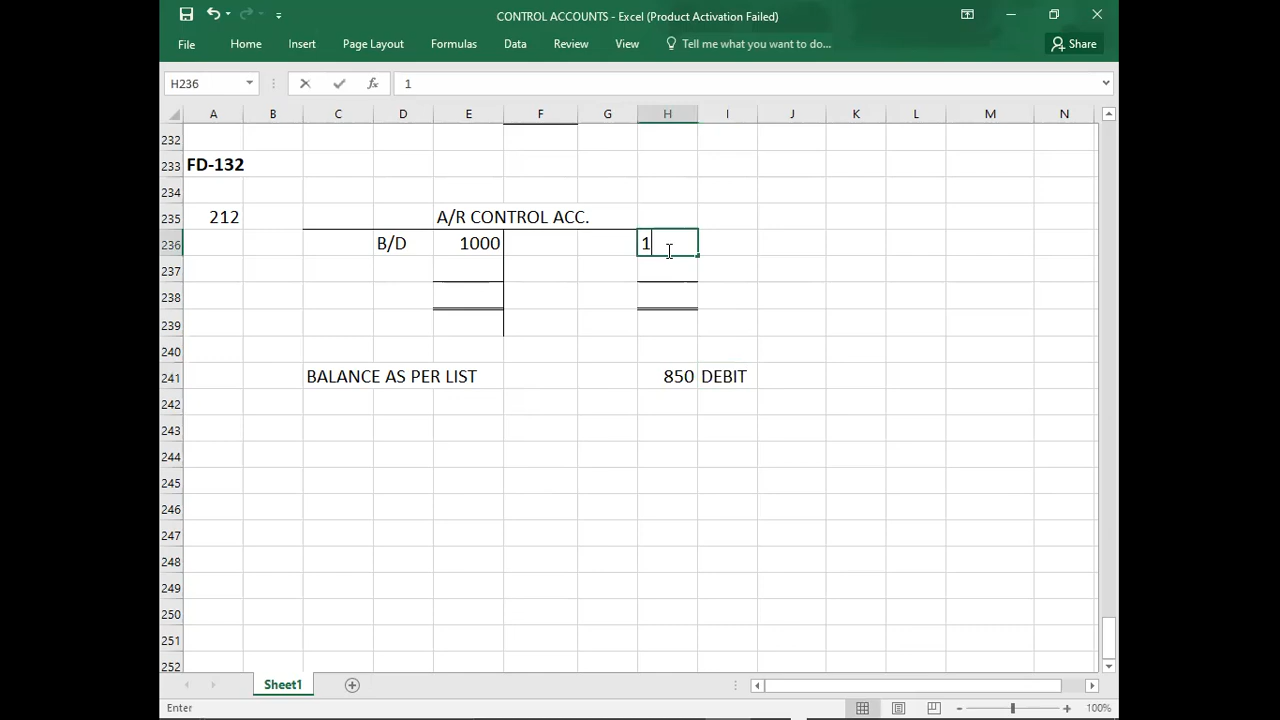 CONTROL ACCOUNTS - Excel (Product Activation Failed)
File Home Insert Page Layout Formulas Data Review View Tell me what you want to do... Share
H236 fx 1
A B C D E F G H I J K L M N
232
233 FD-132
234
235 212 A/R CONTROL ACC.
236 B/D 1000 1
237
238
239
240
241 BALANCE AS PER LIST 850 DEBIT
242
243
244
245
246
247
248
249
250
251
252
Sheet1
Enter 100%